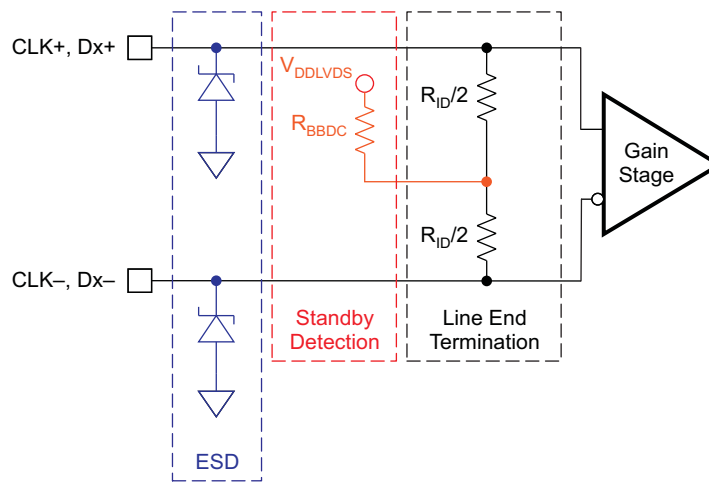 CLK+, Dx+
V_DDLVDS
R_BBDC
R_ID/2
Gain
Stage
R_ID/2
CLK–, Dx–
Standby
Detection
Line End
Termination
ESD